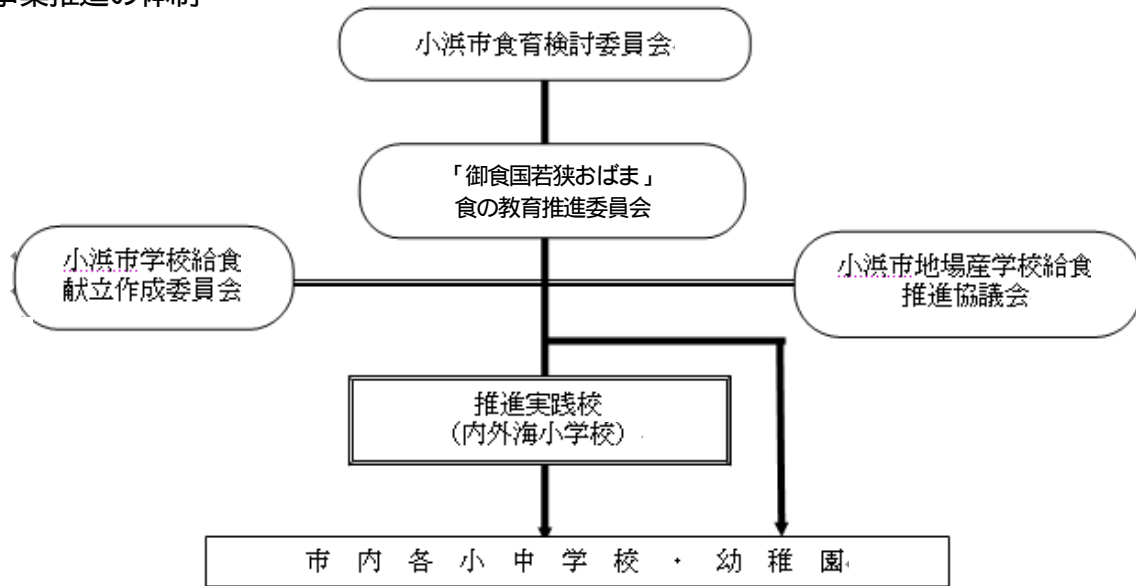 事業推進の体制
小浜市食育検討委員会
「御食国若狭おばま」
食の教育推進委員会
小浜市学校給食
献立作成委員会
小浜市地場産学校給食
推進協議会
推進実践校
（内外海小学校）
市内各小中学校・幼稚園